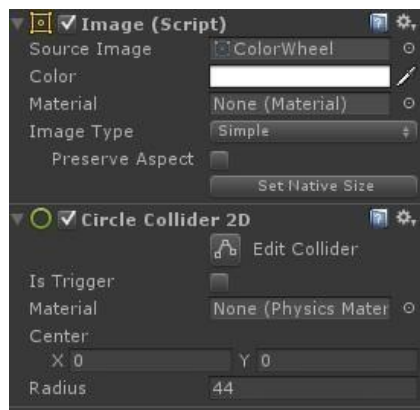 Image (Script)
Source Image ColorWheel
Color
Material None (Material)
Image Type Simple
Preserve Aspect
Set Native Size
Circle Collider 2D
Edit Collider
Is Trigger
Material None (Physics Mater
Center
X 0 Y 0
Radius 44